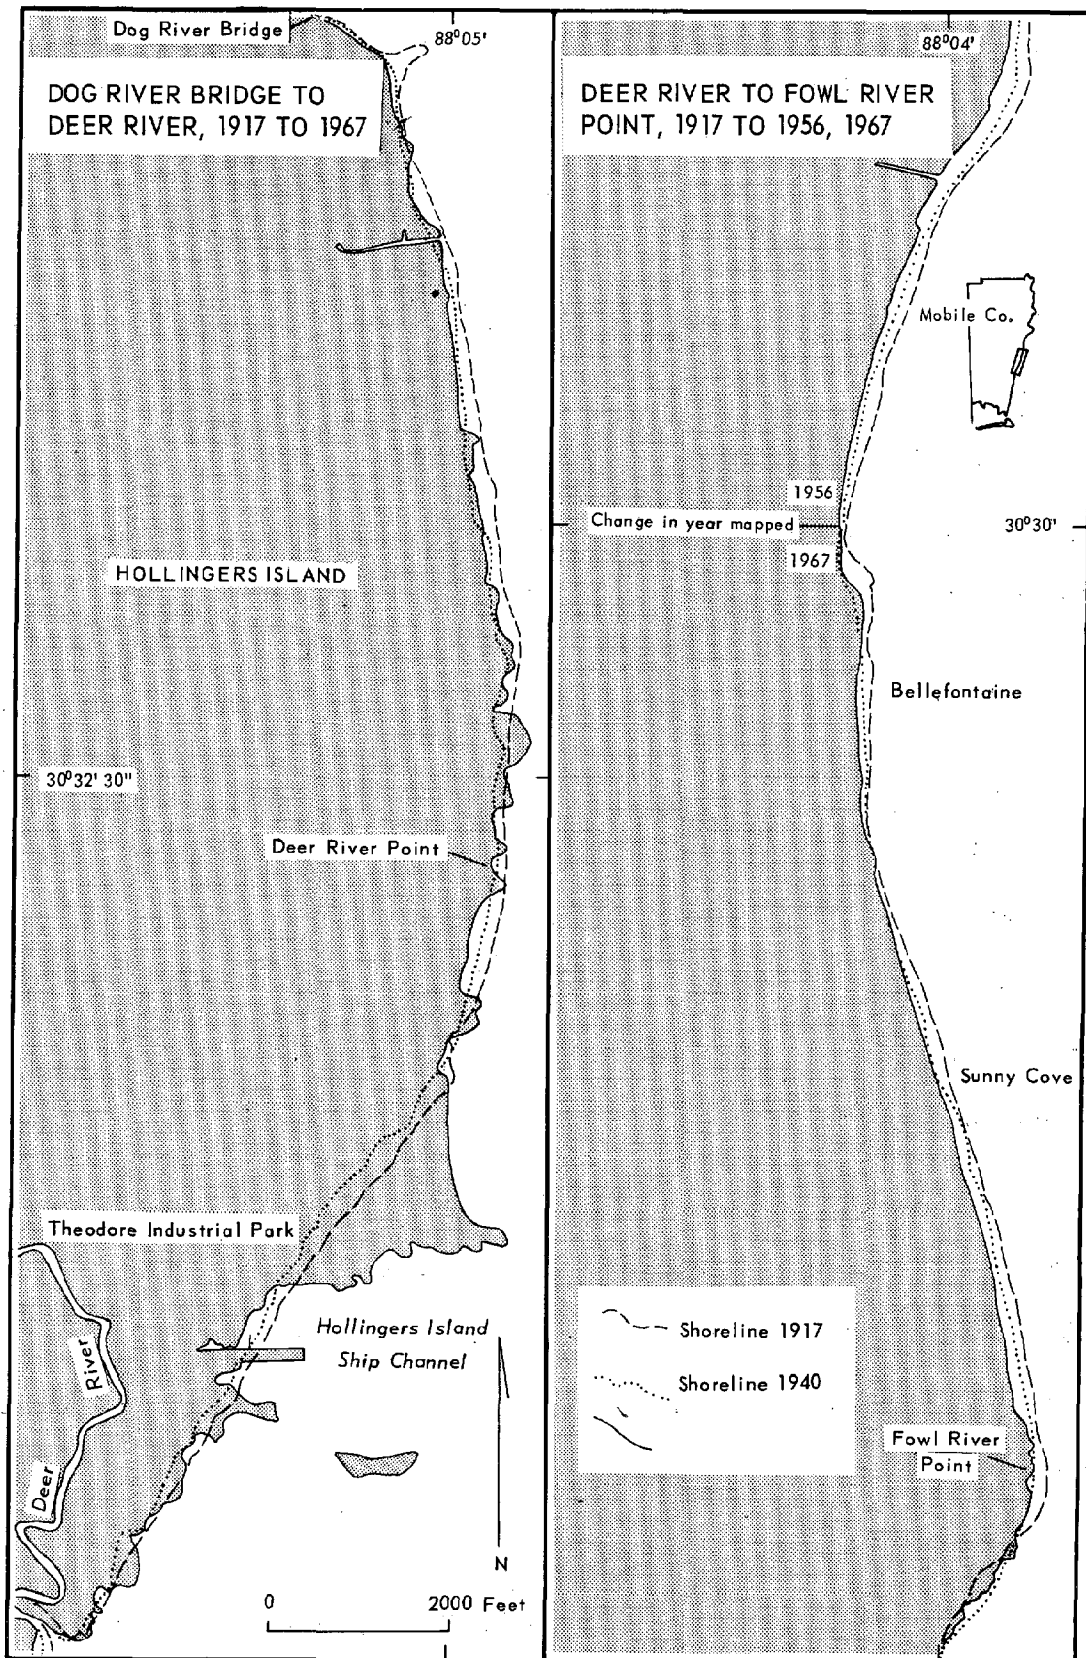 Dog River Bridge
88°05'
DOG RIVER BRIDGE TO
DEER RIVER, 1917 TO 1967
HOLLINGERS ISLAND
30°32'30"
Deer River Point
Theodore Industrial Park
Hollingers Island
Ship Channel
River
Deer
N
0 2000 Feet
88°04'
DEER RIVER TO FOWL RIVER
POINT, 1917 TO 1956, 1967
Mobile Co.
1956
Change in year mapped
30°30'
1967
Bellefontaine
Sunny Cove
Shoreline 1917
Shoreline 1940
Fowl River
Point